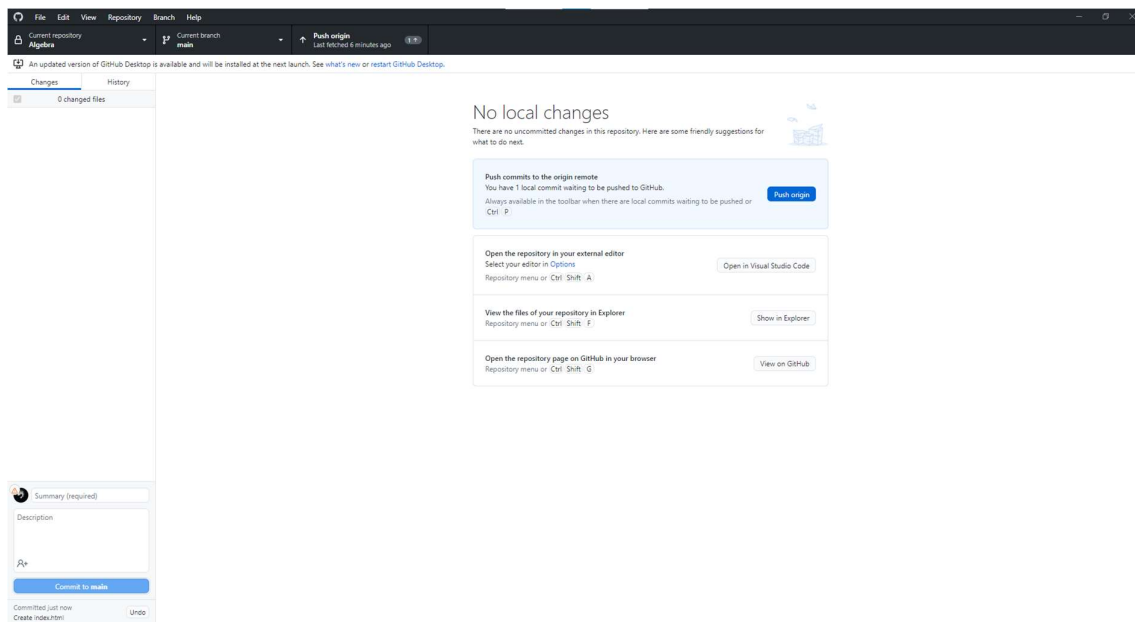 File Edit View Repository Branch Help
Current repository
Algebra
Current branch
main
Push origin
Last fetched 6 minutes ago
1↑
An updated version of GitHub Desktop is available and will be installed at the next launch. See what's new or restart GitHub Desktop.
Changes History
0 changed files
No local changes
There are no uncommitted changes in this repository. Here are some friendly suggestions for
what to do next.
Push commits to the origin remote
You have 1 local commit waiting to be pushed to GitHub.
Always available in the toolbar when there are local commits waiting to be pushed or
Ctrl P
Push origin
Open the repository in your external editor
Select your editor in Options
Repository menu or Ctrl Shift A
Open in Visual Studio Code
View the files of your repository in Explorer
Repository menu or Ctrl Shift F
Show in Explorer
Open the repository page on GitHub in your browser
Repository menu or Ctrl Shift G
View on GitHub
Summary (required)
Description
Commit to main
Committed just now
Create index.html
Undo